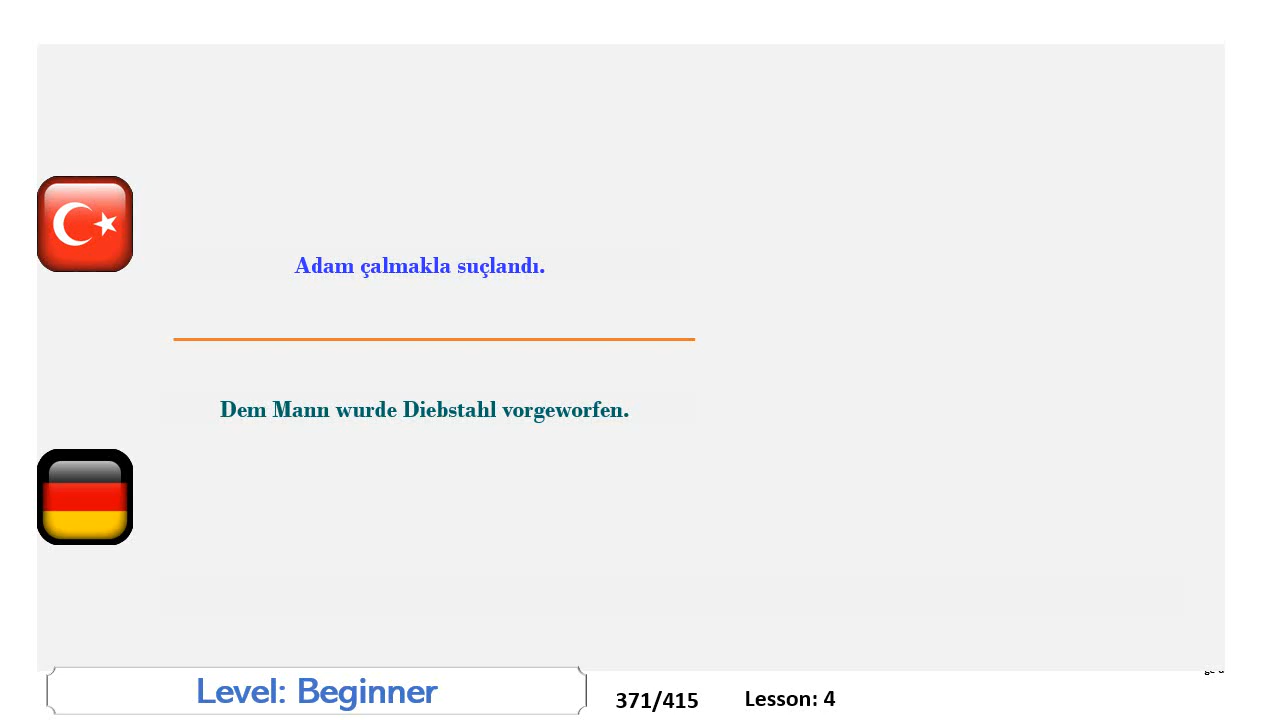 Adam çalmakla suçlandı.
Dem Mann wurde Diebstahl vorgeworfen.
Level: Beginner
371/415
Lesson: 4